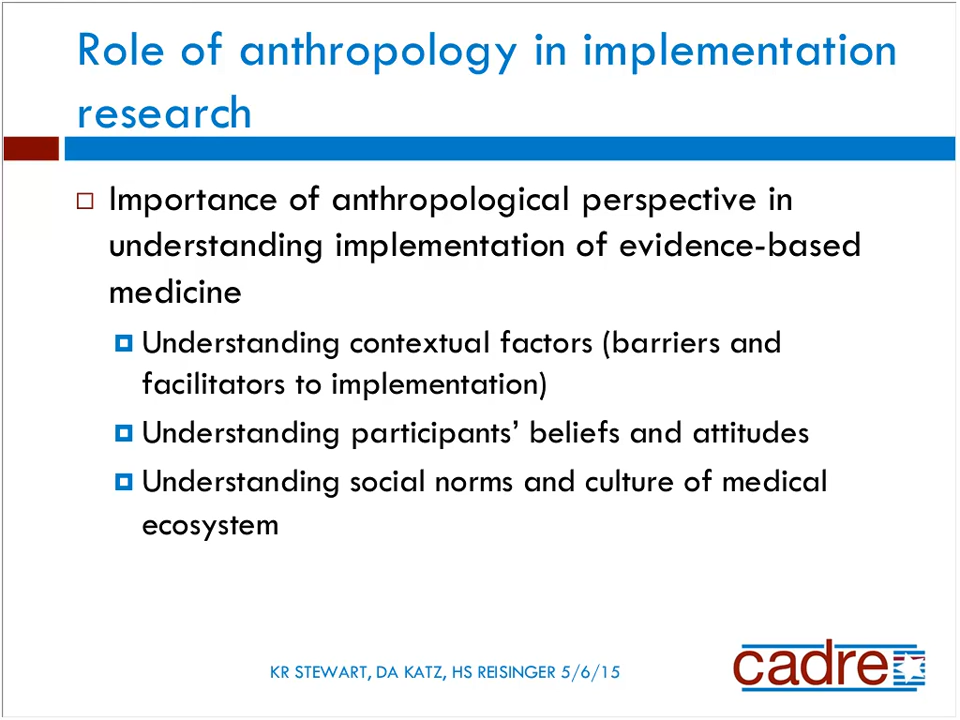 Role of anthropology in implementation
research
Importance of anthropological perspective in
understanding implementation of evidence-based
medicine
Understanding contextual factors (barriers and
facilitators to implementation)
Understanding participants’ beliefs and attitudes
Understanding social norms and culture of medical
ecosystem
KR STEWART, DA KATZ, HS REISINGER 5/6/15
cadre